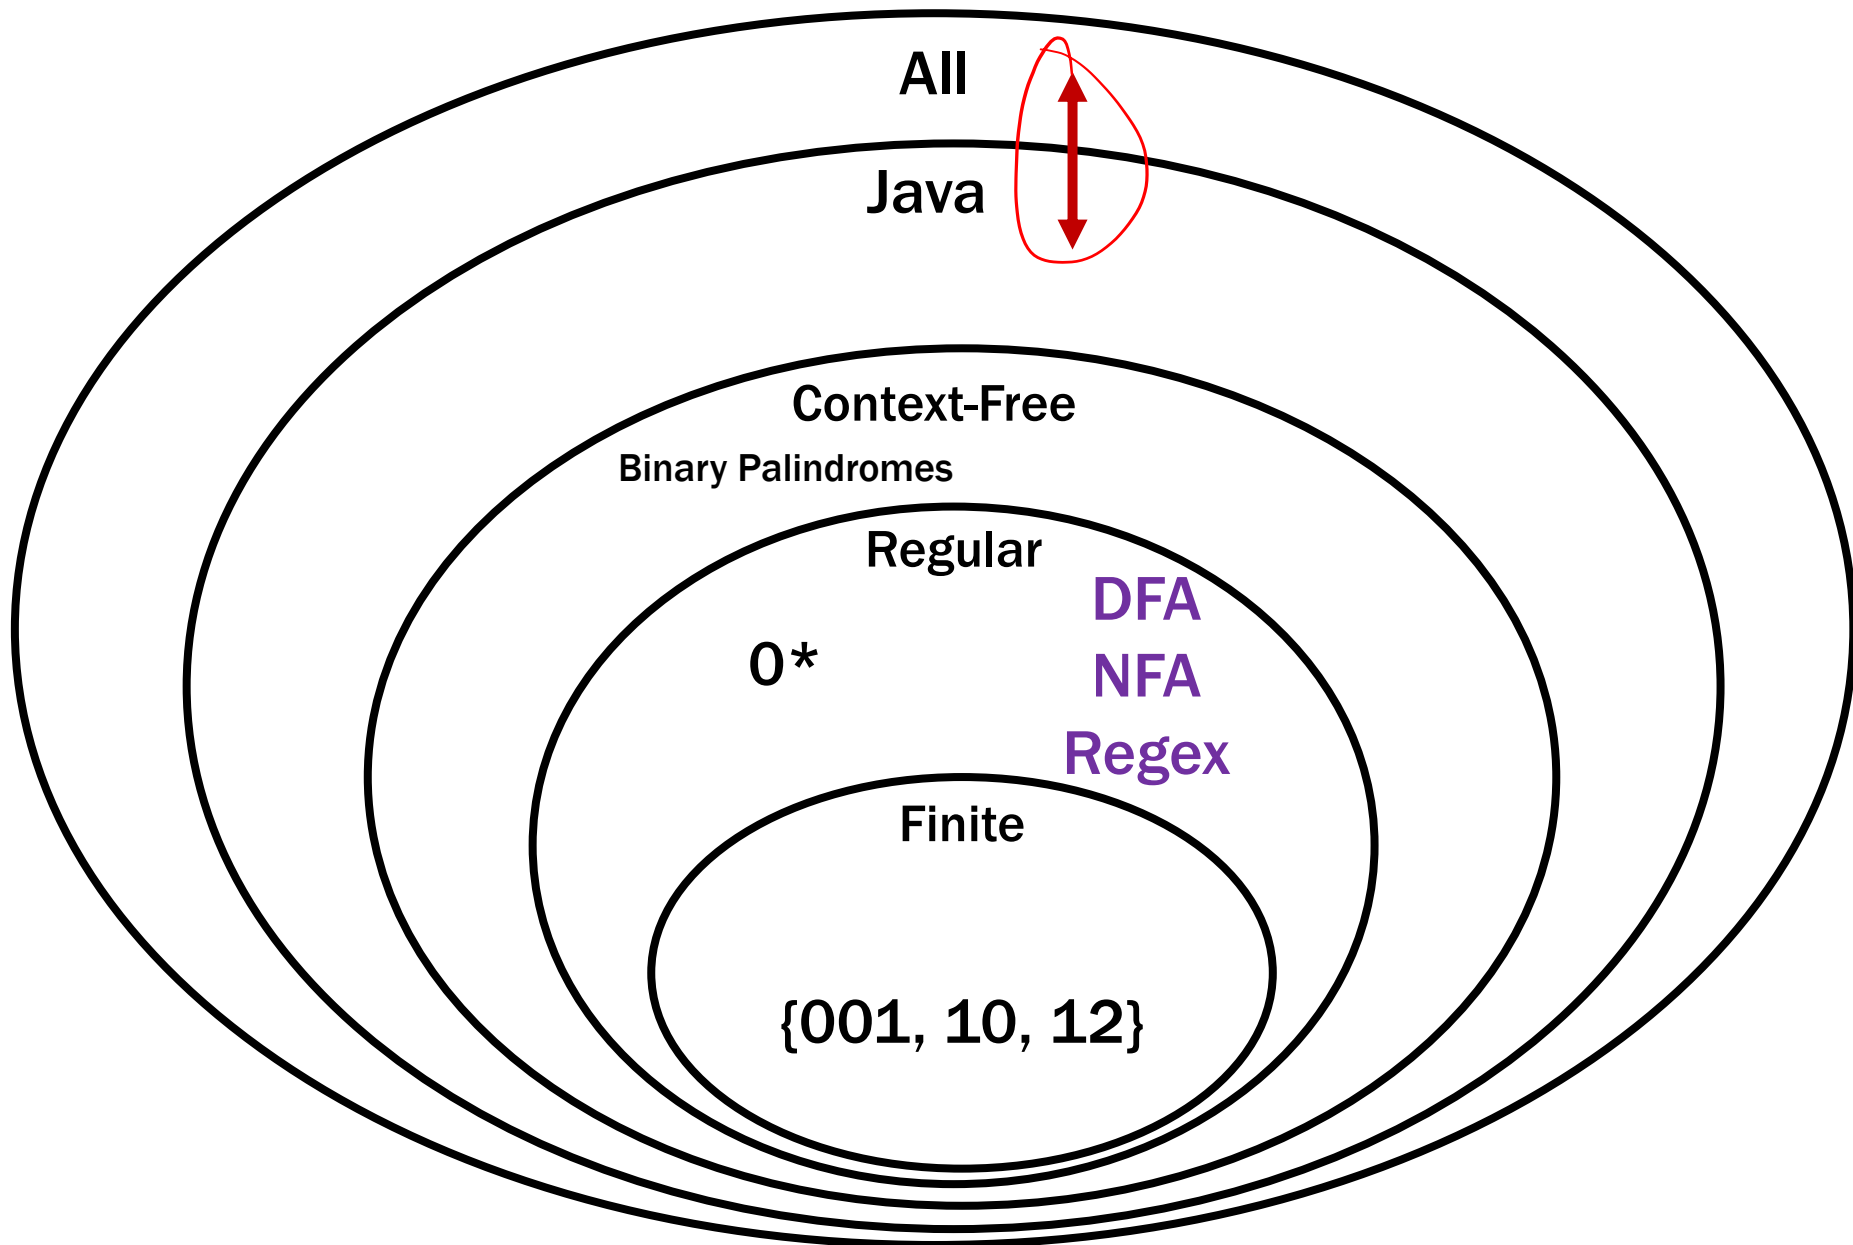 All
Java
Context-Free
Binary Palindromes
Regular
DFA
0*
NFA
Regex
Finite
{001, 10, 12}